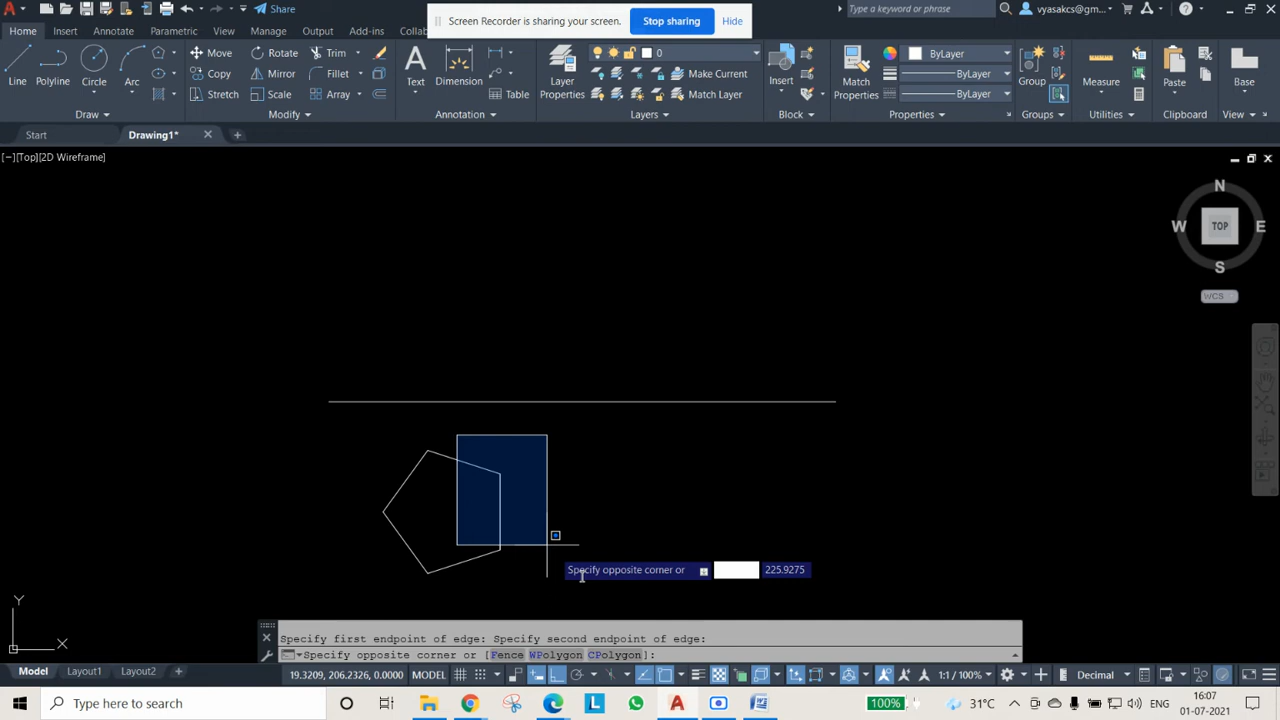 Share
Screen Recorder is sharing your screen.
Stop sharing
Hide
Type a keyword or phrase
vyasakcs@gm...
Home
Insert
Annotate
Parametric
View
Manage
Output
Add-ins
Collab
Line
Polyline
Circle
Arc
Move
Rotate
Trim
Copy
Mirror
Fillet
Stretch
Scale
Array
Text
Dimension
Table
Layer
Properties
0
Make Current
Match Layer
Insert
Match
Properties
ByLayer
ByLayer
ByLayer
Group
Measure
Paste
Base
Draw
Modify
Annotation
Layers
Block
Properties
Groups
Utilities
Clipboard
View
Start
Drawing1*
[−][Top][2D Wireframe]
N
W
TOP
E
S
WCS
Specify opposite corner or
225.9275
Y
X
Specify first endpoint of edge: Specify second endpoint of edge:
Specify opposite corner or [Fence WPolygon CPolygon]:
Model
Layout1
Layout2
19.3209, 206.2326, 0.0000
MODEL
1:1 / 100%
Decimal
Type here to search
100%
31°C
ENG
16:07
01-07-2021